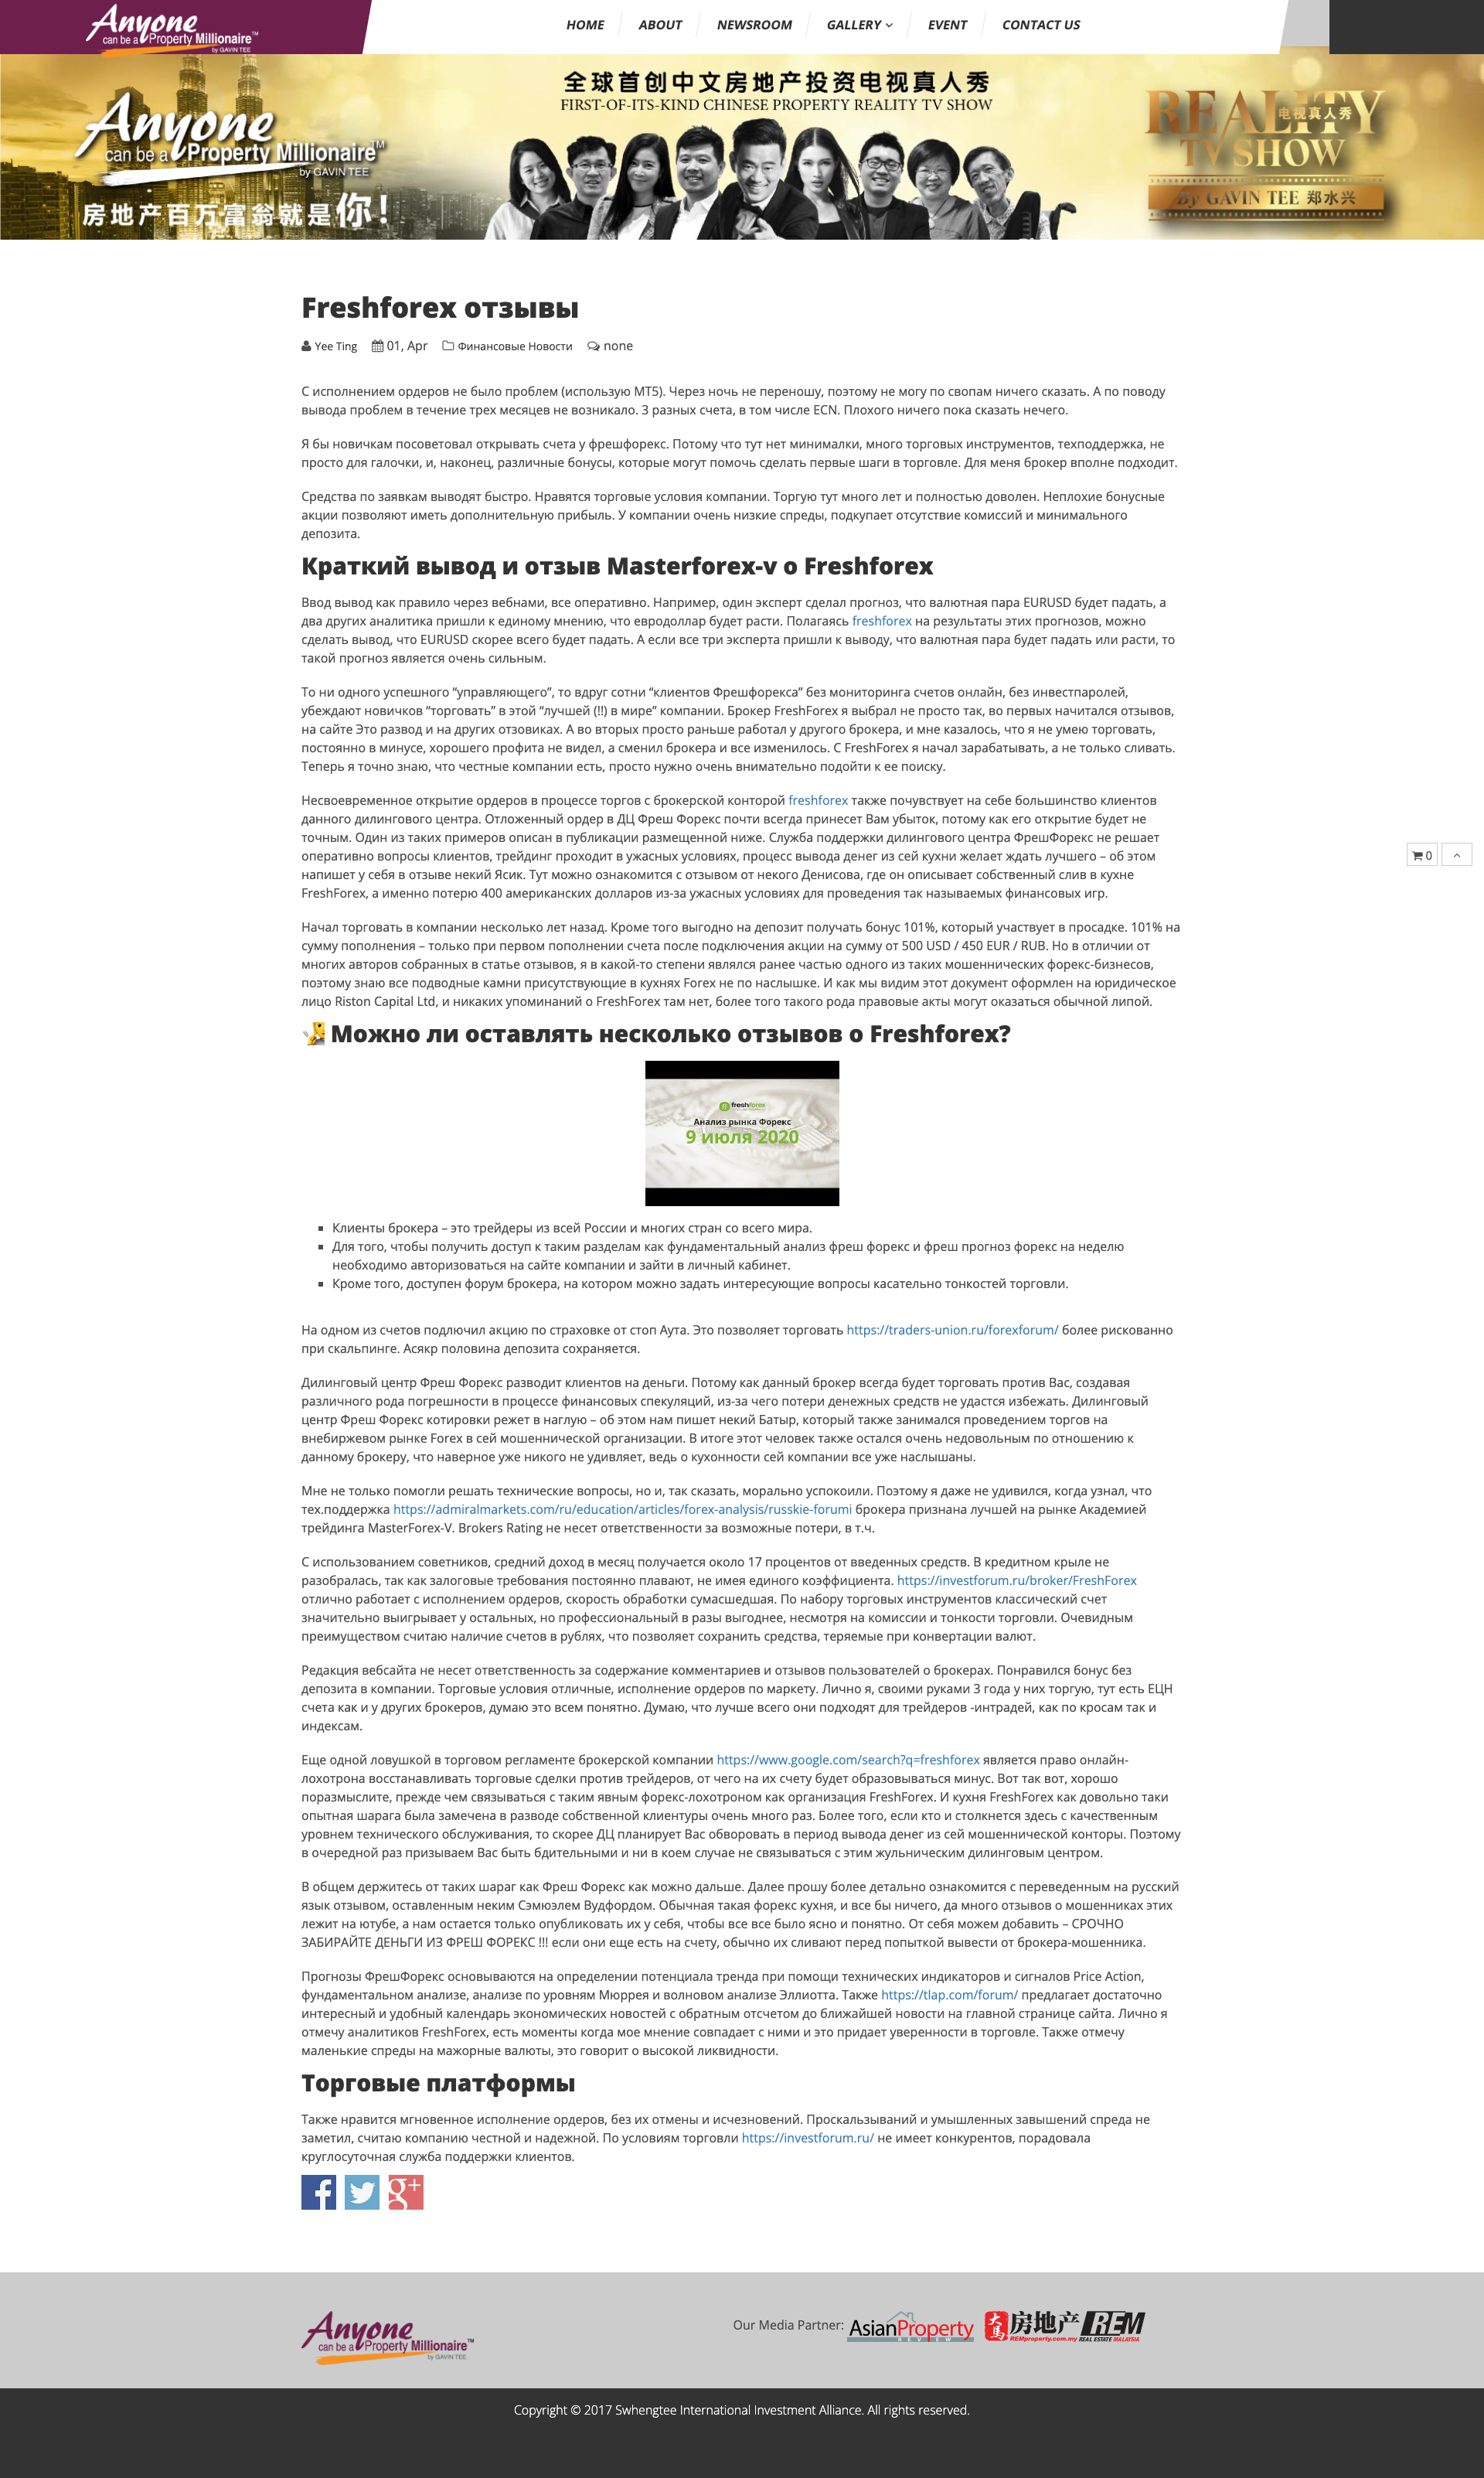 Anyone
can be a Property Millionaire™
by GAVIN TEE
HOME
ABOUT
NEWSROOM
GALLERY
EVENT
CONTACT US
Anyone
can be a Property Millionaire™
by GAVIN TEE
房地产百万富翁就是你!
全球首创中文房地产投资电视真人秀
FIRST-OF-ITS-KIND CHINESE PROPERTY REALITY TV SHOW
REALITY
电视真人秀
TV SHOW
By GAVIN TEE 郑水兴
Freshforex отзывы
Yee Ting 01, Apr Финансовые Новости none
С исполнением ордеров не было проблем (использую МТ5). Через ночь не переношу, поэтому не могу по свопам ничего сказать. А по поводу
вывода проблем в течение трех месяцев не возникало. 3 разных счета, в том числе ECN. Плохого ничего пока сказать нечего.
Я бы новичкам посоветовал открывать счета у фрешфорекс. Потому что тут нет минималки, много торговых инструментов, техподдержка, не
просто для галочки, и, наконец, различные бонусы, которые могут помочь сделать первые шаги в торговле. Для меня брокер вполне подходит.
Средства по заявкам выводят быстро. Нравятся торговые условия компании. Торгую тут много лет и полностью доволен. Неплохие бонусные
акции позволяют иметь дополнительную прибыль. У компании очень низкие спреды, подкупает отсутствие комиссий и минимального
депозита.
Краткий вывод и отзыв Masterforex-v о Freshforex
Ввод вывод как правило через вебнами, все оперативно. Например, один эксперт сделал прогноз, что валютная пара EURUSD будет падать, а
два других аналитика пришли к единому мнению, что евродоллар будет расти. Полагаясь freshforex на результаты этих прогнозов, можно
сделать вывод, что EURUSD скорее всего будет падать. А если все три эксперта пришли к выводу, что валютная пара будет падать или расти, то
такой прогноз является очень сильным.
То ни одного успешного “управляющего”, то вдруг сотни “клиентов Фрешфорекса” без мониторинга счетов онлайн, без инвестпаролей,
убеждают новичков “торговать” в этой “лучшей (!!) в мире” компании. Брокер FreshForex я выбрал не просто так, во первых начитался отзывов,
на сайте Это развод и на других отзовиках. А во вторых просто раньше работал у другого брокера, и мне казалось, что я не умею торговать,
постоянно в минусе, хорошего профита не видел, а сменил брокера и все изменилось. С FreshForex я начал зарабатывать, а не только сливать.
Теперь я точно знаю, что честные компании есть, просто нужно очень внимательно подойти к ее поиску.
Несвоевременное открытие ордеров в процессе торгов с брокерской конторой freshforex также почувствует на себе большинство клиентов
данного дилингового центра. Отложенный ордер в ДЦ Фреш Форекс почти всегда принесет Вам убыток, потому как его открытие будет не
точным. Один из таких примеров описан в публикации размещенной ниже. Служба поддержки дилингового центра ФрешФорекс не решает
оперативно вопросы клиентов, трейдинг проходит в ужасных условиях, процесс вывода денег из сей кухни желает ждать лучшего – об этом
напишет у себя в отзыве некий Ясик. Тут можно ознакомится с отзывом от некого Денисова, где он описывает собственный слив в кухне
FreshForex, а именно потерю 400 американских долларов из-за ужасных условиях для проведения так называемых финансовых игр.
Начал торговать в компании несколько лет назад. Кроме того выгодно на депозит получать бонус 101%, который участвует в просадке. 101% на
сумму пополнения – только при первом пополнении счета после подключения акции на сумму от 500 USD / 450 EUR / RUB. Но в отличии от
многих авторов собранных в статье отзывов, я в какой-то степени являлся ранее частью одного из таких мошеннических форекс-бизнесов,
поэтому знаю все подводные камни присутствующие в кухнях Forex не по наслышке. И как мы видим этот документ оформлен на юридическое
лицо Riston Capital Ltd, и никаких упоминаний о FreshForex там нет, более того такого рода правовые акты могут оказаться обычной липой.
Можно ли оставлять несколько отзывов о Freshforex?
freshforex
Анализ рынка Форекс
9 июля 2020
Клиенты брокера – это трейдеры из всей России и многих стран со всего мира.
Для того, чтобы получить доступ к таким разделам как фундаментальный анализ фреш форекс и фреш прогноз форекс на неделю
необходимо авторизоваться на сайте компании и зайти в личный кабинет.
Кроме того, доступен форум брокера, на котором можно задать интересующие вопросы касательно тонкостей торговли.
На одном из счетов подлючил акцию по страховке от стоп Аута. Это позволяет торговать https://traders-union.ru/forexforum/ более рискованно
при скальпинге. Асякр половина депозита сохраняется.
Дилинговый центр Фреш Форекс разводит клиентов на деньги. Потому как данный брокер всегда будет торговать против Вас, создавая
различного рода погрешности в процессе финансовых спекуляций, из-за чего потери денежных средств не удастся избежать. Дилинговый
центр Фреш Форекс котировки режет в наглую – об этом нам пишет некий Батыр, который также занимался проведением торгов на
внебиржевом рынке Forex в сей мошеннической организации. В итоге этот человек также остался очень недовольным по отношению к
данному брокеру, что наверное уже никого не удивляет, ведь о кухонности сей компании все уже наслышаны.
Мне не только помогли решать технические вопросы, но и, так сказать, морально успокоили. Поэтому я даже не удивился, когда узнал, что
тех.поддержка https://admiralmarkets.com/ru/education/articles/forex-analysis/russkie-forumi брокера признана лучшей на рынке Академией
трейдинга MasterForex-V. Brokers Rating не несет ответственности за возможные потери, в т.ч.
С использованием советников, средний доход в месяц получается около 17 процентов от введенных средств. В кредитном крыле не
разобралась, так как залоговые требования постоянно плавают, не имея единого коэффициента. https://investforum.ru/broker/FreshForex
отлично работает с исполнением ордеров, скорость обработки сумасшедшая. По набору торговых инструментов классический счет
значительно выигрывает у остальных, но профессиональный в разы выгоднее, несмотря на комиссии и тонкости торговли. Очевидным
преимуществом считаю наличие счетов в рублях, что позволяет сохранить средства, теряемые при конвертации валют.
Редакция вебсайта не несет ответственность за содержание комментариев и отзывов пользователей о брокерах. Понравился бонус без
депозита в компании. Торговые условия отличные, исполнение ордеров по маркету. Лично я, своими руками 3 года у них торгую, тут есть ЕЦН
счета как и у других брокеров, думаю это всем понятно. Думаю, что лучше всего они подходят для трейдеров -интрадей, как по кросам так и
индексам.
Еще одной ловушкой в торговом регламенте брокерской компании https://www.google.com/search?q=freshforex является право онлайн-
лохотрона восстанавливать торговые сделки против трейдеров, от чего на их счету будет образовываться минус. Вот так вот, хорошо
поразмыслите, прежде чем связываться с таким явным форекс-лохотроном как организация FreshForex. И кухня FreshForex как довольно таки
опытная шарага была замечена в разводе собственной клиентуры очень много раз. Более того, если кто и столкнется здесь с качественным
уровнем технического обслуживания, то скорее ДЦ планирует Вас обворовать в период вывода денег из сей мошеннической конторы. Поэтому
в очередной раз призываем Вас быть бдительными и ни в коем случае не связываться с этим жульническим дилинговым центром.
В общем держитесь от таких шараг как Фреш Форекс как можно дальше. Далее прошу более детально ознакомится с переведенным на русский
язык отзывом, оставленным неким Сэмюэлем Вудфордом. Обычная такая форекс кухня, и все бы ничего, да много отзывов о мошенниках этих
лежит на ютубе, а нам остается только опубликовать их у себя, чтобы все все было ясно и понятно. От себя можем добавить – СРОЧНО
ЗАБИРАЙТЕ ДЕНЬГИ ИЗ ФРЕШ ФОРЕКС !!! если они еще есть на счету, обычно их сливают перед попыткой вывести от брокера-мошенника.
Прогнозы ФрешФорекс основываются на определении потенциала тренда при помощи технических индикаторов и сигналов Price Action,
фундаментальном анализе, анализе по уровням Мюррея и волновом анализе Эллиотта. Также https://tlap.com/forum/ предлагает достаточно
интересный и удобный календарь экономических новостей с обратным отсчетом до ближайшей новости на главной странице сайта. Лично я
отмечу аналитиков FreshForex, есть моменты когда мое мнение совпадает с ними и это придает уверенности в торговле. Также отмечу
маленькие спреды на мажорные валюты, это говорит о высокой ликвидности.
Торговые платформы
Также нравится мгновенное исполнение ордеров, без их отмены и исчезновений. Проскальзываний и умышленных завышений спреда не
заметил, считаю компанию честной и надежной. По условиям торговли https://investforum.ru/ не имеет конкурентов, порадовала
круглосуточная служба поддержки клиентов.
0
Anyone
can be a Property Millionaire™
by GAVIN TEE
Our Media Partner:
AsianProperty
REVIEW
大馬房地产 REM
REMproperty.com.my REAL ESTATE MALAYSIA
Copyright © 2017 Swhengtee International Investment Alliance. All rights reserved.